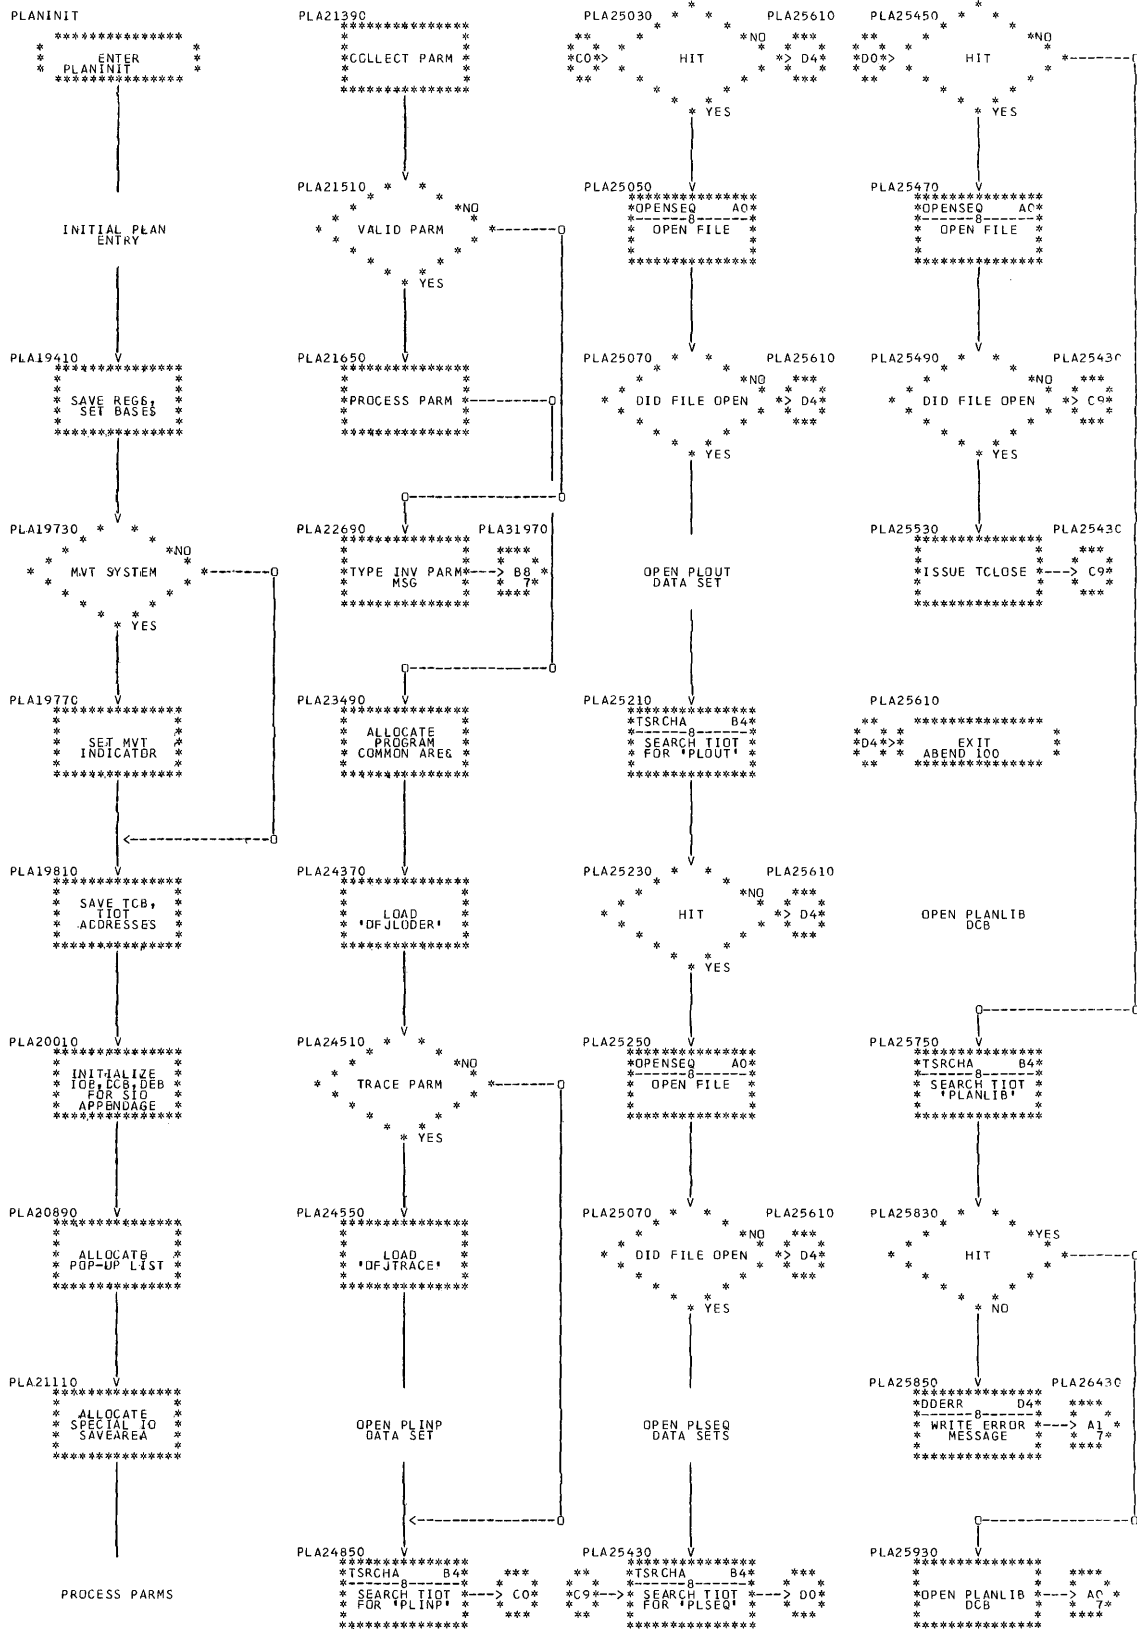 PLANINIT
ENTER
PLANINIT
INITIAL PLAN
ENTRY
PLA19410
SAVE REGS,
SET BASES
PLA19730
*NO
MVT SYSTEM
* YES
PLA19770
SET MVT
INDICATOR
PLA19810
SAVE TCB,
TIOT
ADDRESSES
PLA20010
INITIALIZE
IOB,DCB,DEB
FOR SIO
APPENDAGE
PLA20890
ALLOCATE
POP-UP LIST
PLA21110
ALLOCATE
SPECIAL IO
SAVEAREA
PROCESS PARMS
PLA21390
COLLECT PARM
PLA21510
*NO
VALID PARM
* YES
PLA21650
PROCESS PARM
PLA22690 PLA31970
TYPE INV PARM*---> B8
MSG 7*
PLA23490
ALLOCATE
PROGRAM
COMMON AREA
PLA24370
LOAD
'DFJLODER'
PLA24510
*NO
TRACE PARM
* YES
PLA24550
LOAD
'DFJTRACE'
OPEN PLINP
DATA SET
PLA24850
*TSRCHA B4*
*------8------*
SEARCH TIOT *---> C0*
FOR 'PLINP'
PLA25030 PLA25610
*NO
*C0*> HIT *> D4*
* YES
PLA25050
*OPENSEQ A0*
*------8------*
OPEN FILE
PLA25070 PLA25610
*NO
DID FILE OPEN *> D4*
* YES
OPEN PLOUT
DATA SET
PLA25210
*TSRCHA B4*
*------8------*
SEARCH TIOT
FOR 'PLOUT'
PLA25230 PLA25610
*NO
HIT *> D4*
* YES
PLA25250
*OPENSEQ A0*
*------8------*
OPEN FILE
PLA25070 PLA25610
*NO
DID FILE OPEN *> D4*
* YES
OPEN PLSEQ
DATA SETS
PLA25430
*TSRCHA B4*
*------8------*
*C9*--> SEARCH TIOT *---> D0*
FOR 'PLSEQ'
PLA25450
*NO
*D0*> HIT
* YES
PLA25470
*OPENSEQ A0*
*------8------*
OPEN FILE
PLA25490 PLA25430
*NO
DID FILE OPEN *> C9*
* YES
PLA25530 PLA25430
ISSUE TCLOSE*---> C9*
PLA25610
*D4*>* EXIT
ABEND 100
OPEN PLANLIB
DCB
PLA25750
*TSRCHA B4*
*------8------*
SEARCH TIOT
'PLANLIB'
PLA25830
*YES
HIT
* NO
PLA25850 PLA26430
*DDERR D4*
*------8------*
WRITE ERROR *---> A1
MESSAGE 7*
PLA25930
OPEN PLANLIB*---> A0
DCB 7*